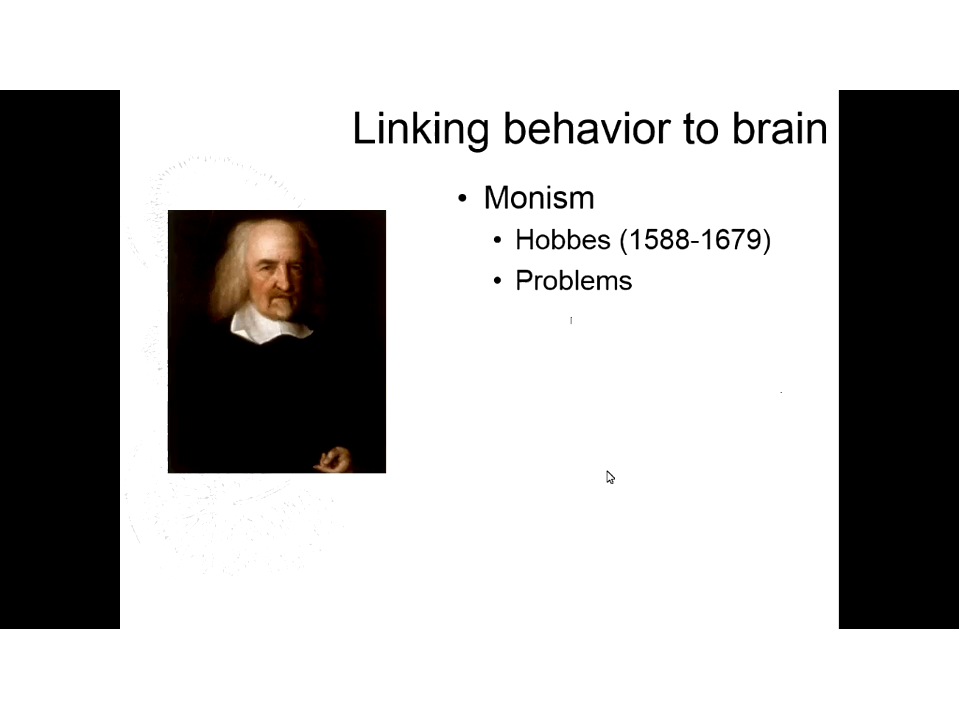 Linking behavior to brain
• Monism
• Hobbes (1588-1679)
• Problems